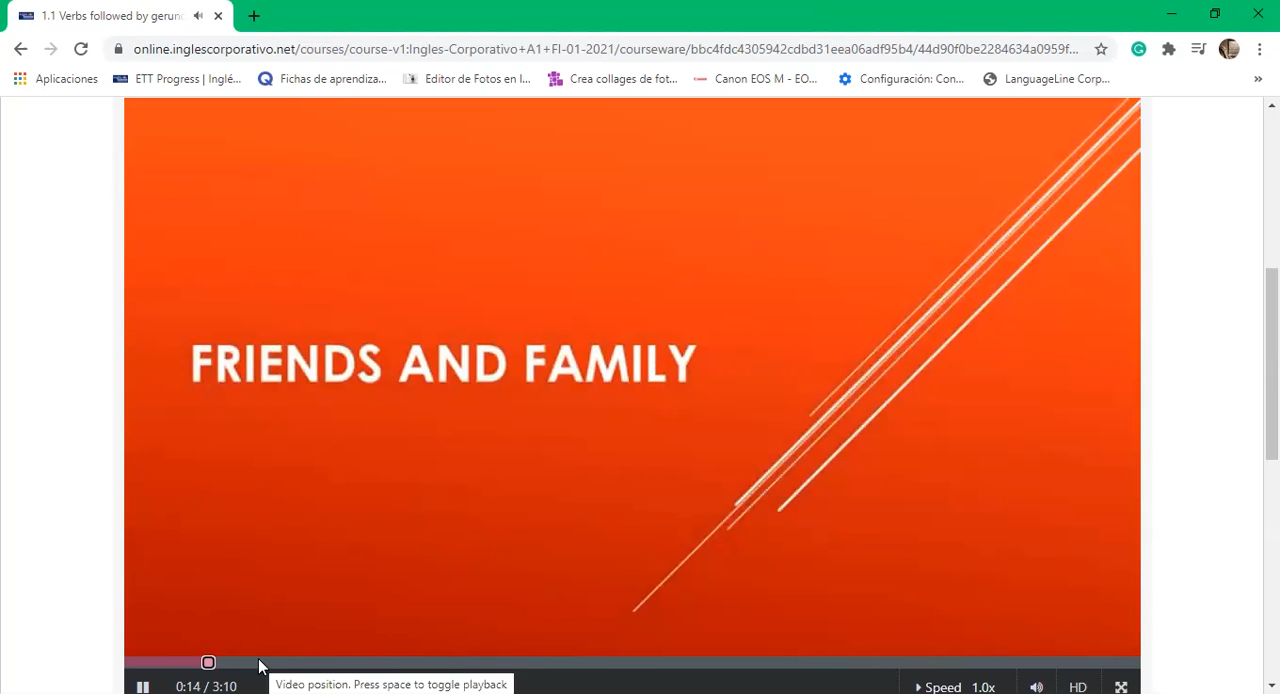 1.1 Verbs followed by gerund
online.inglescorporativo.net/courses/course-v1:Ingles-Corporativo+A1+FI-01-2021/courseware/bbc4fdc4305942cdbd31eea06adf95b4/44d90f0be2284634a0959f...
Aplicaciones ETT Progress | Inglé... Fichas de aprendiza... Editor de Fotos en l... Crea collages de fot... Canon EOS M - EO... Configuración: Con... LanguageLine Corp... »
FRIENDS AND FAMILY
0:14 / 3:10 Video position. Press space to toggle playback Speed 1.0x HD